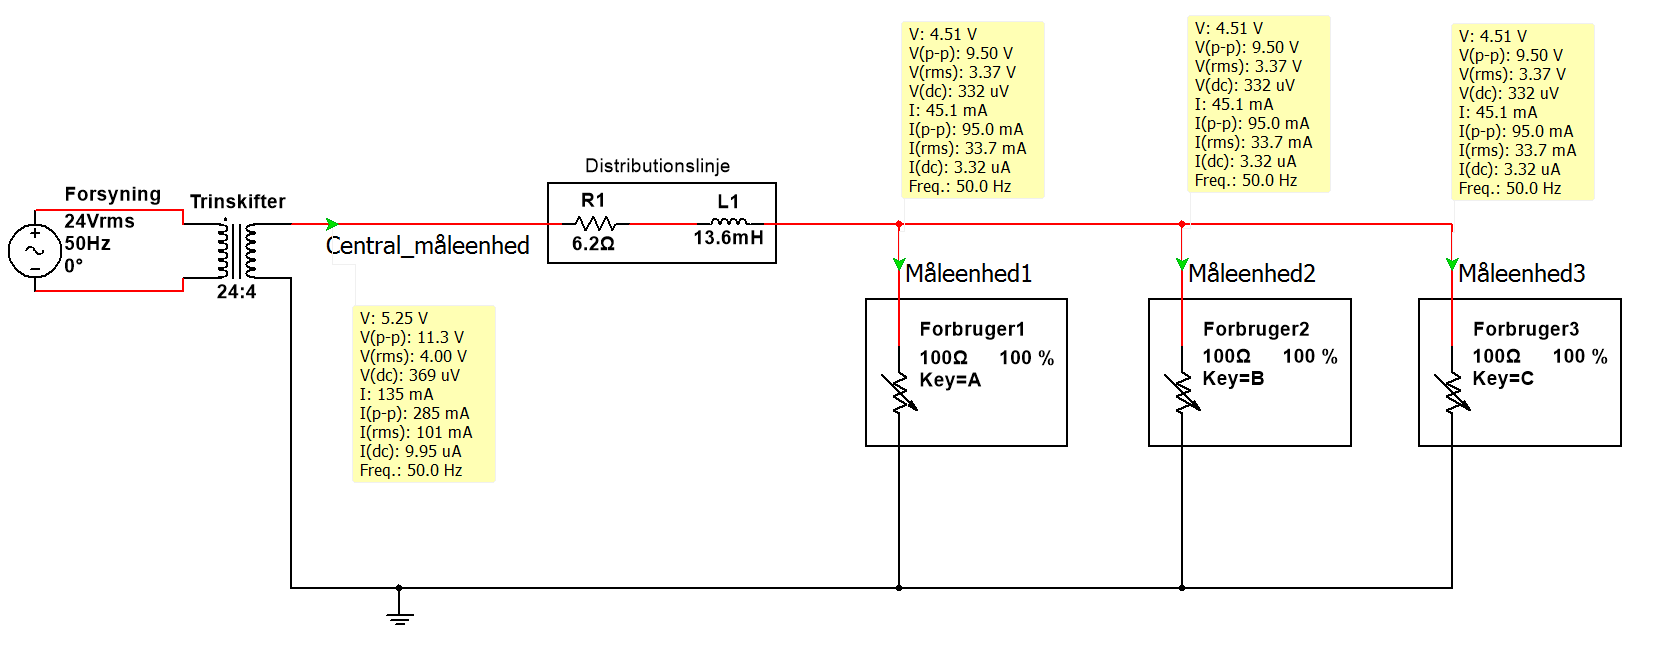 Forsyning
24Vrms
50Hz
0°
Trinskifter
24:4
Central_måleenhed
V: 5.25 V
V(p-p): 11.3 V
V(rms): 4.00 V
V(dc): 369 uV
I: 135 mA
I(p-p): 285 mA
I(rms): 101 mA
I(dc): 9.95 uA
Freq.: 50.0 Hz
Distributionslinje
R1
6.2Ω
L1
13.6mH
V: 4.51 V
V(p-p): 9.50 V
V(rms): 3.37 V
V(dc): 332 uV
I: 45.1 mA
I(p-p): 95.0 mA
I(rms): 33.7 mA
I(dc): 3.32 uA
Freq.: 50.0 Hz
Måleenhed1
Forbruger1
100Ω 100 %
Key=A
V: 4.51 V
V(p-p): 9.50 V
V(rms): 3.37 V
V(dc): 332 uV
I: 45.1 mA
I(p-p): 95.0 mA
I(rms): 33.7 mA
I(dc): 3.32 uA
Freq.: 50.0 Hz
Måleenhed2
Forbruger2
100Ω 100 %
Key=B
V: 4.51 V
V(p-p): 9.50 V
V(rms): 3.37 V
V(dc): 332 uV
I: 45.1 mA
I(p-p): 95.0 mA
I(rms): 33.7 mA
I(dc): 3.32 uA
Freq.: 50.0 Hz
Måleenhed3
Forbruger3
100Ω 100 %
Key=C